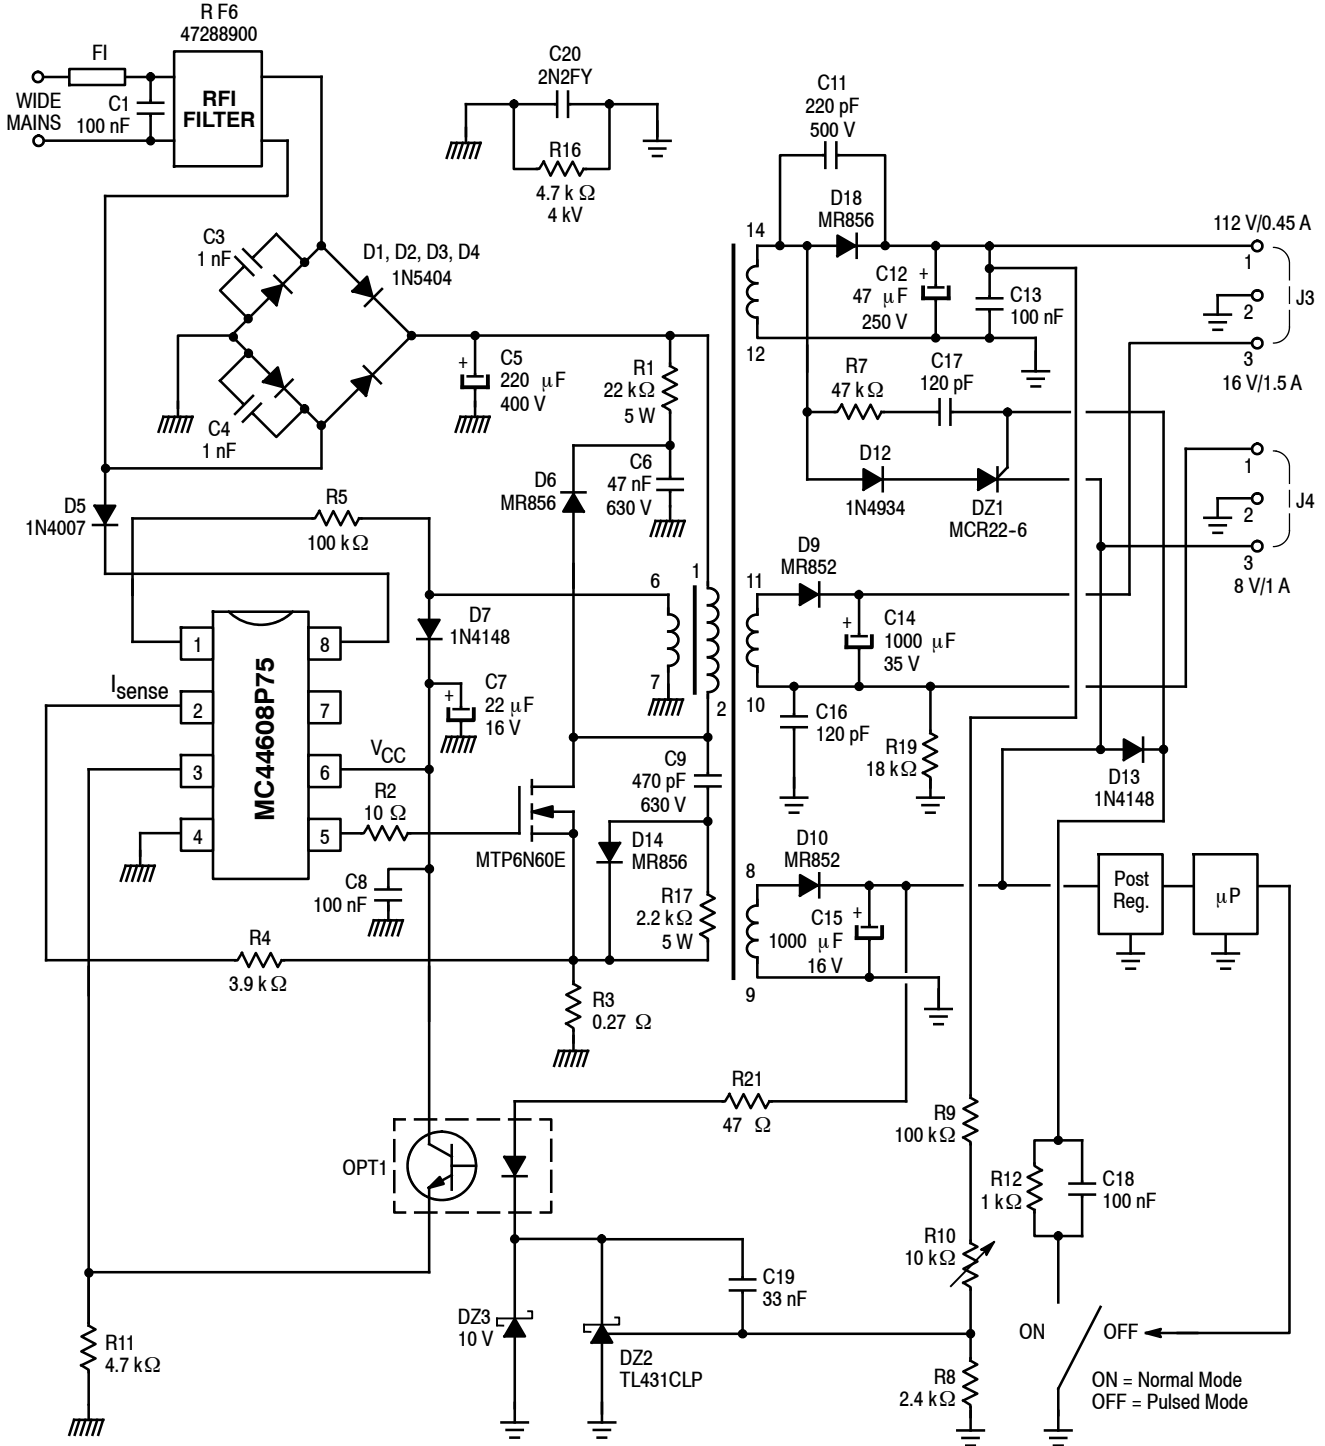 R F6
47288900
FI
WIDE
MAINS
C1
100 nF
RFI
FILTER
C20
2N2FY
R16
4.7 k Ω
4 kV
C11
220 pF
500 V
D18
MR856
14
12
C12
+
47 μF
250 V
C13
100 nF
112 V/0.45 A
1
2
3
J3
16 V/1.5 A
C3
1 nF
C4
1 nF
D1, D2, D3, D4
1N5404
+
C5
220 μF
400 V
R1
22 kΩ
5 W
R7
47 kΩ
C17
120 pF
D12
1N4934
DZ1
MCR22-6
1
2
3
J4
8 V/1 A
D5
1N4007
R5
100 kΩ
D6
MR856
C6
47 nF
630 V
D9
MR852
6
7
1
2
11
10
D7
1N4148
+
C7
22 μF
16 V
+
C14
1000 μF
35 V
C16
120 pF
R19
18 kΩ
D13
1N4148
Isense
MC44608P75
1
2
3
4
8
7
6
5
VCC
R2
10 Ω
C8
100 nF
MTP6N60E
C9
470 pF
630 V
D14
MR856
R17
2.2 kΩ
5 W
D10
MR852
8
9
C15
+
1000 μF
16 V
Post
Reg.
μP
R4
3.9 kΩ
R3
0.27 Ω
R21
47 Ω
OPT1
R9
100 kΩ
R12
1 kΩ
C18
100 nF
R10
10 kΩ
C19
33 nF
DZ3
10 V
DZ2
TL431CLP
R11
4.7 kΩ
R8
2.4 kΩ
ON
OFF
ON = Normal Mode
OFF = Pulsed Mode